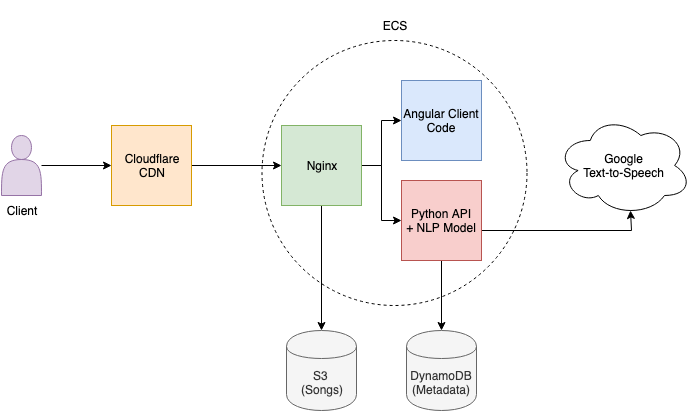 ECS
Client
Cloudflare
CDN
Nginx
Angular Client
Code
Python API
+ NLP Model
Google
Text-to-Speech
S3
(Songs)
DynamoDB
(Metadata)